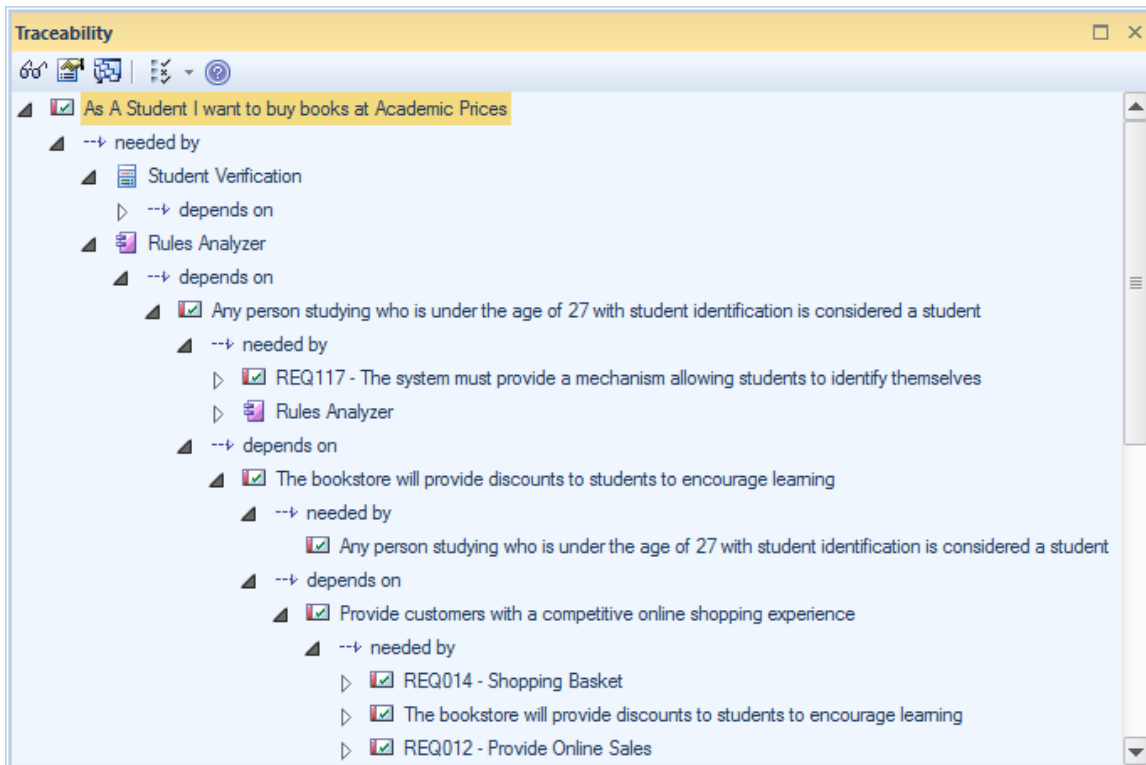 Traceability
As A Student I want to buy books at Academic Prices
needed by
Student Verification
depends on
Rules Analyzer
depends on
Any person studying who is under the age of 27 with student identification is considered a student
needed by
REQ117 - The system must provide a mechanism allowing students to identify themselves
Rules Analyzer
depends on
The bookstore will provide discounts to students to encourage learning
needed by
Any person studying who is under the age of 27 with student identification is considered a student
depends on
Provide customers with a competitive online shopping experience
needed by
REQ014 - Shopping Basket
The bookstore will provide discounts to students to encourage learning
REQ012 - Provide Online Sales